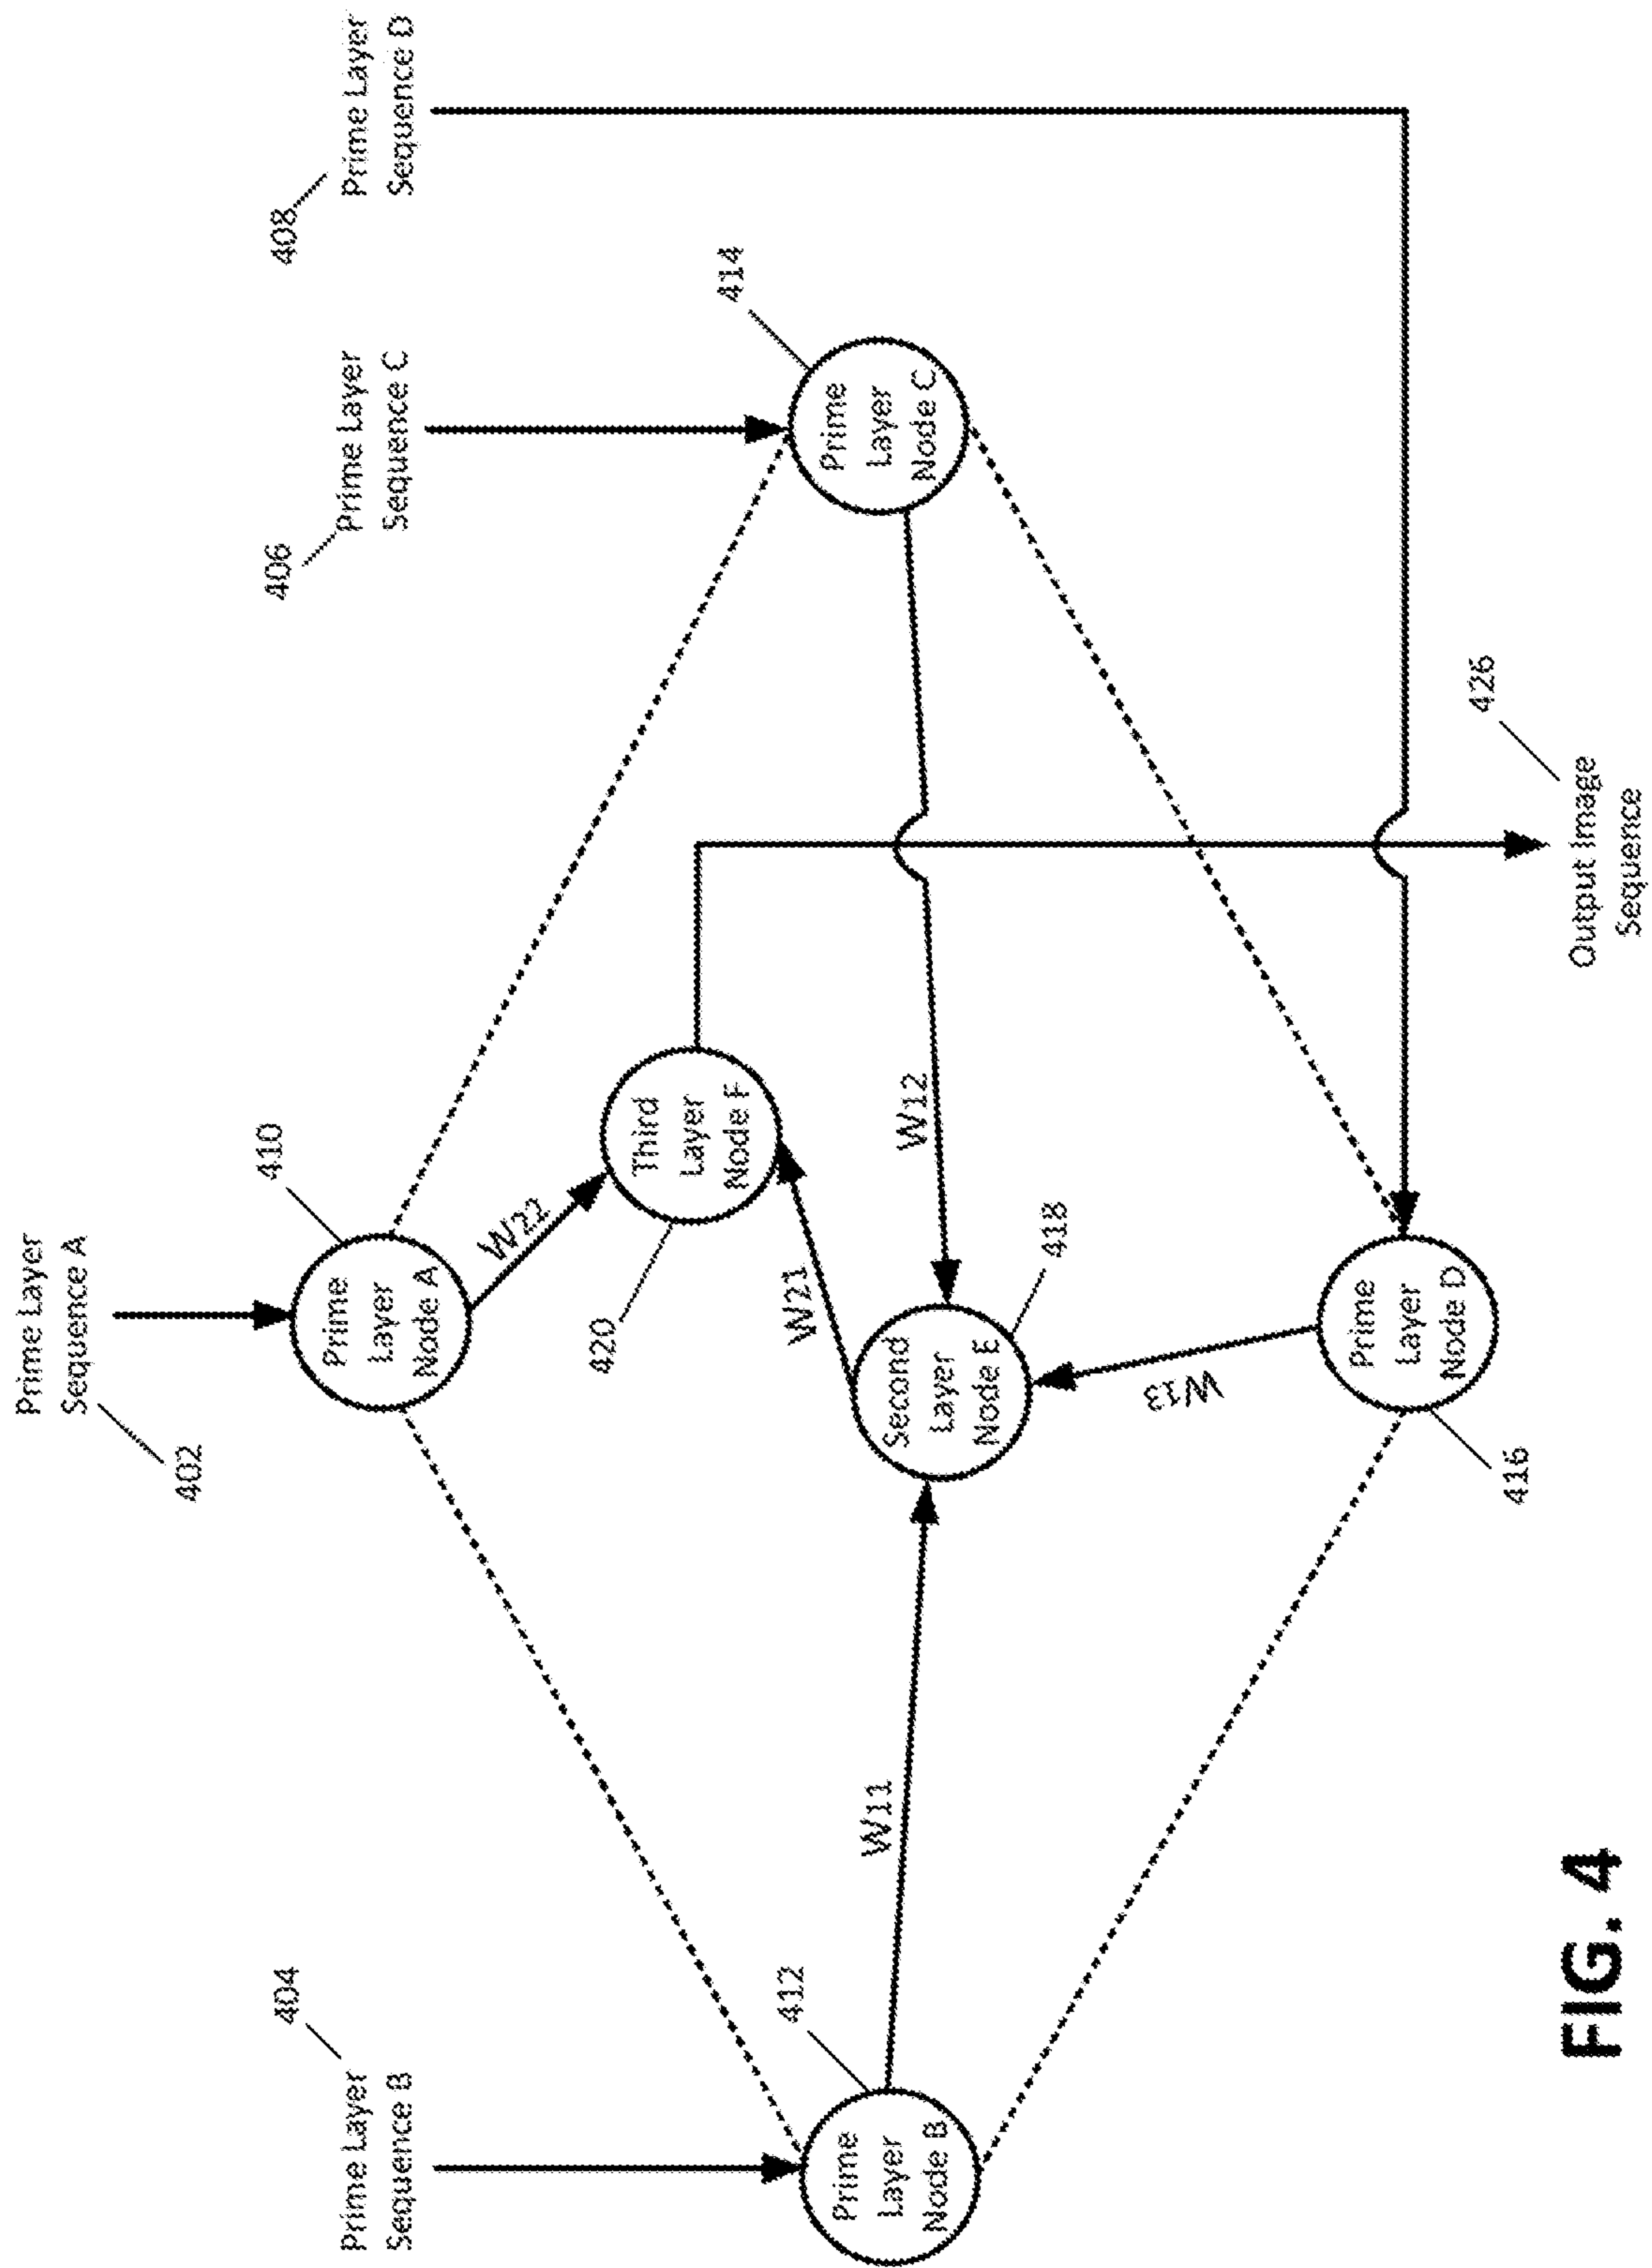 Prime Layer
Sequence A
402
404
Prime Layer
Sequence B
406
Prime Layer
Sequence C
408
Prime Layer
Sequence D
410
Prime
Layer
Node A
W22
Third
Layer
Node F
420
412
Prime
Layer
Node B
W11
W21
Second
Layer
Node E
418
W12
414
Prime
Layer
Node C
W13
Prime
Layer
Node D
416
426
Output Image
Sequence
FIG. 4